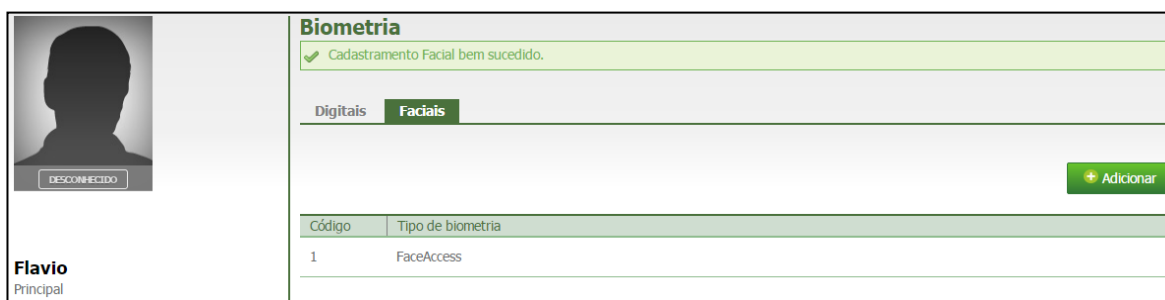 DESCONHECIDO
Flavio
Principal
Biometria
Cadastramento Facial bem sucedido.
Digitais Faciais
Adicionar
Código Tipo de biometria
1 FaceAccess